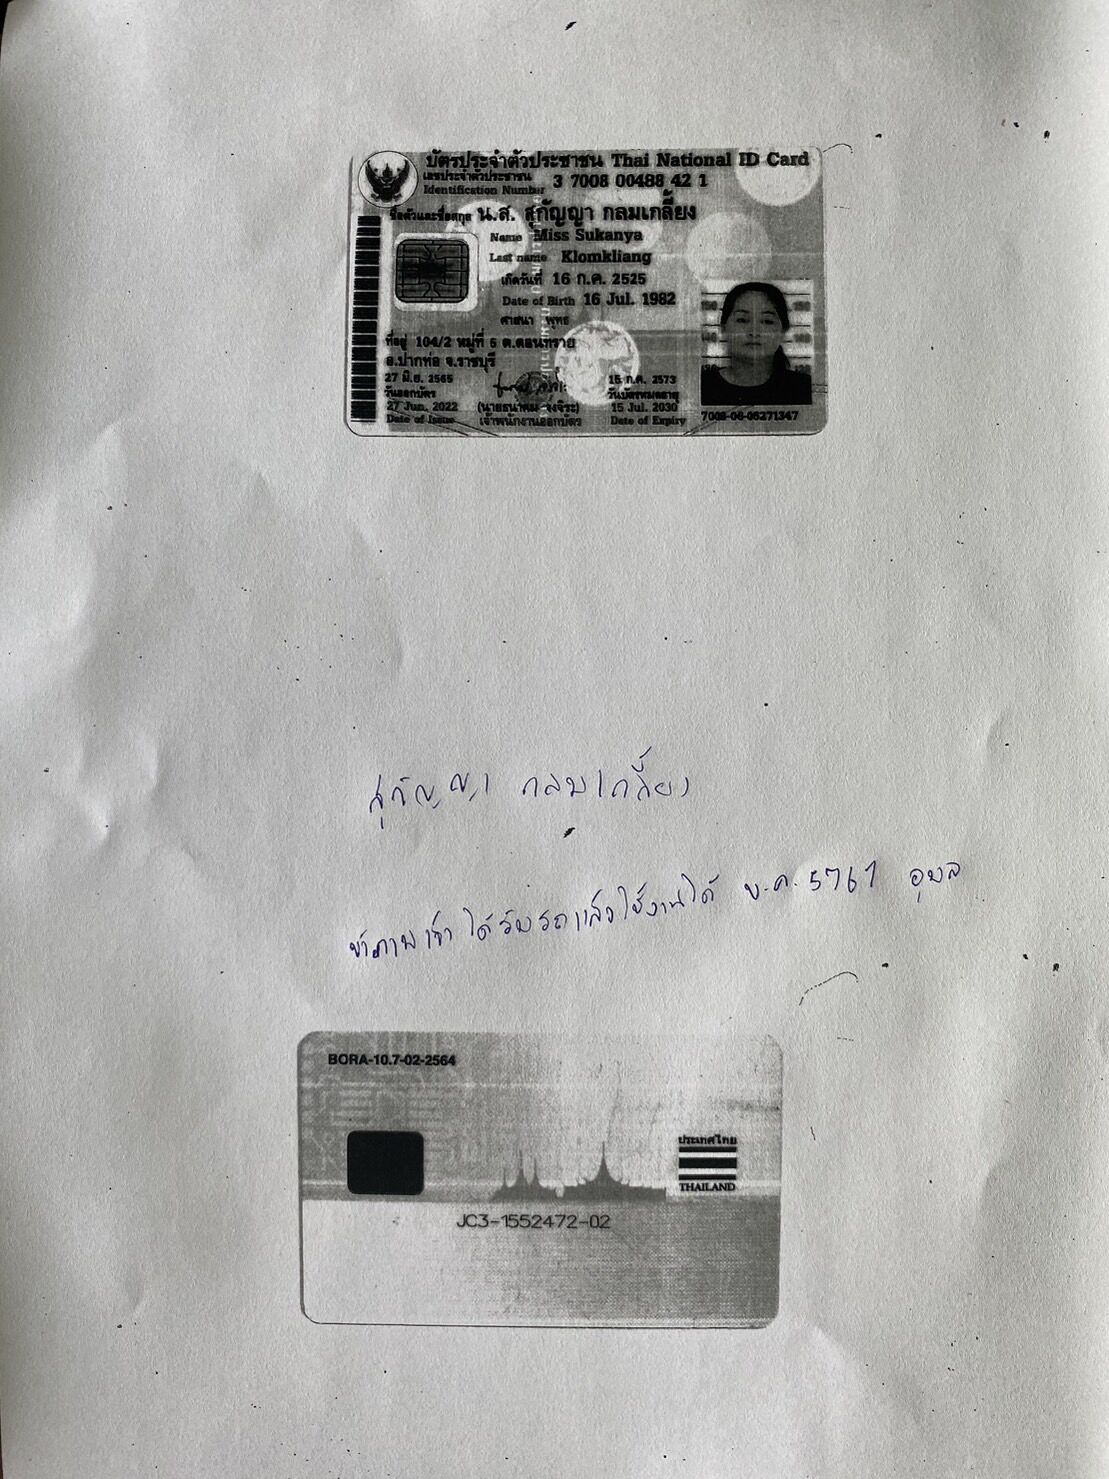 บัตรประจำตัวประชาชน Thai National ID Card
เลขประจำตัวประชาชน
Identification Number 3 7008 00488 42 1
ชื่อตัวและชื่อสกุล น.ส. สุกัญญา กลมเกลี้ยง
Name Miss Sukanya
Last name Klomkliang
เกิดวันที่ 16 ก.ค. 2525
Date of Birth 16 Jul. 1982
ศาสนา พุทธ
ที่อยู่ 104/2 หมู่ที่ 6 ต.ดอนทราย
อ.ปากท่อ จ.ราชบุรี
27 มิ.ย. 2565
วันออกบัตร
27 Jun. 2022
Date of Issue
เจ้าพนักงานออกบัตร
15 ก.ค. 2573
วันบัตรหมดอายุ
15 Jul. 2030
Date of Expiry
7008-06-06271347
สุกัญญา กลมเกลี้ยง
ข้าพเจ้า ได้รับรถแล้วใช้งานได้ 5767 อุบล
BORA-10.7-02-2564
ประเทศไทย
THAILAND
JC3-1552472-02